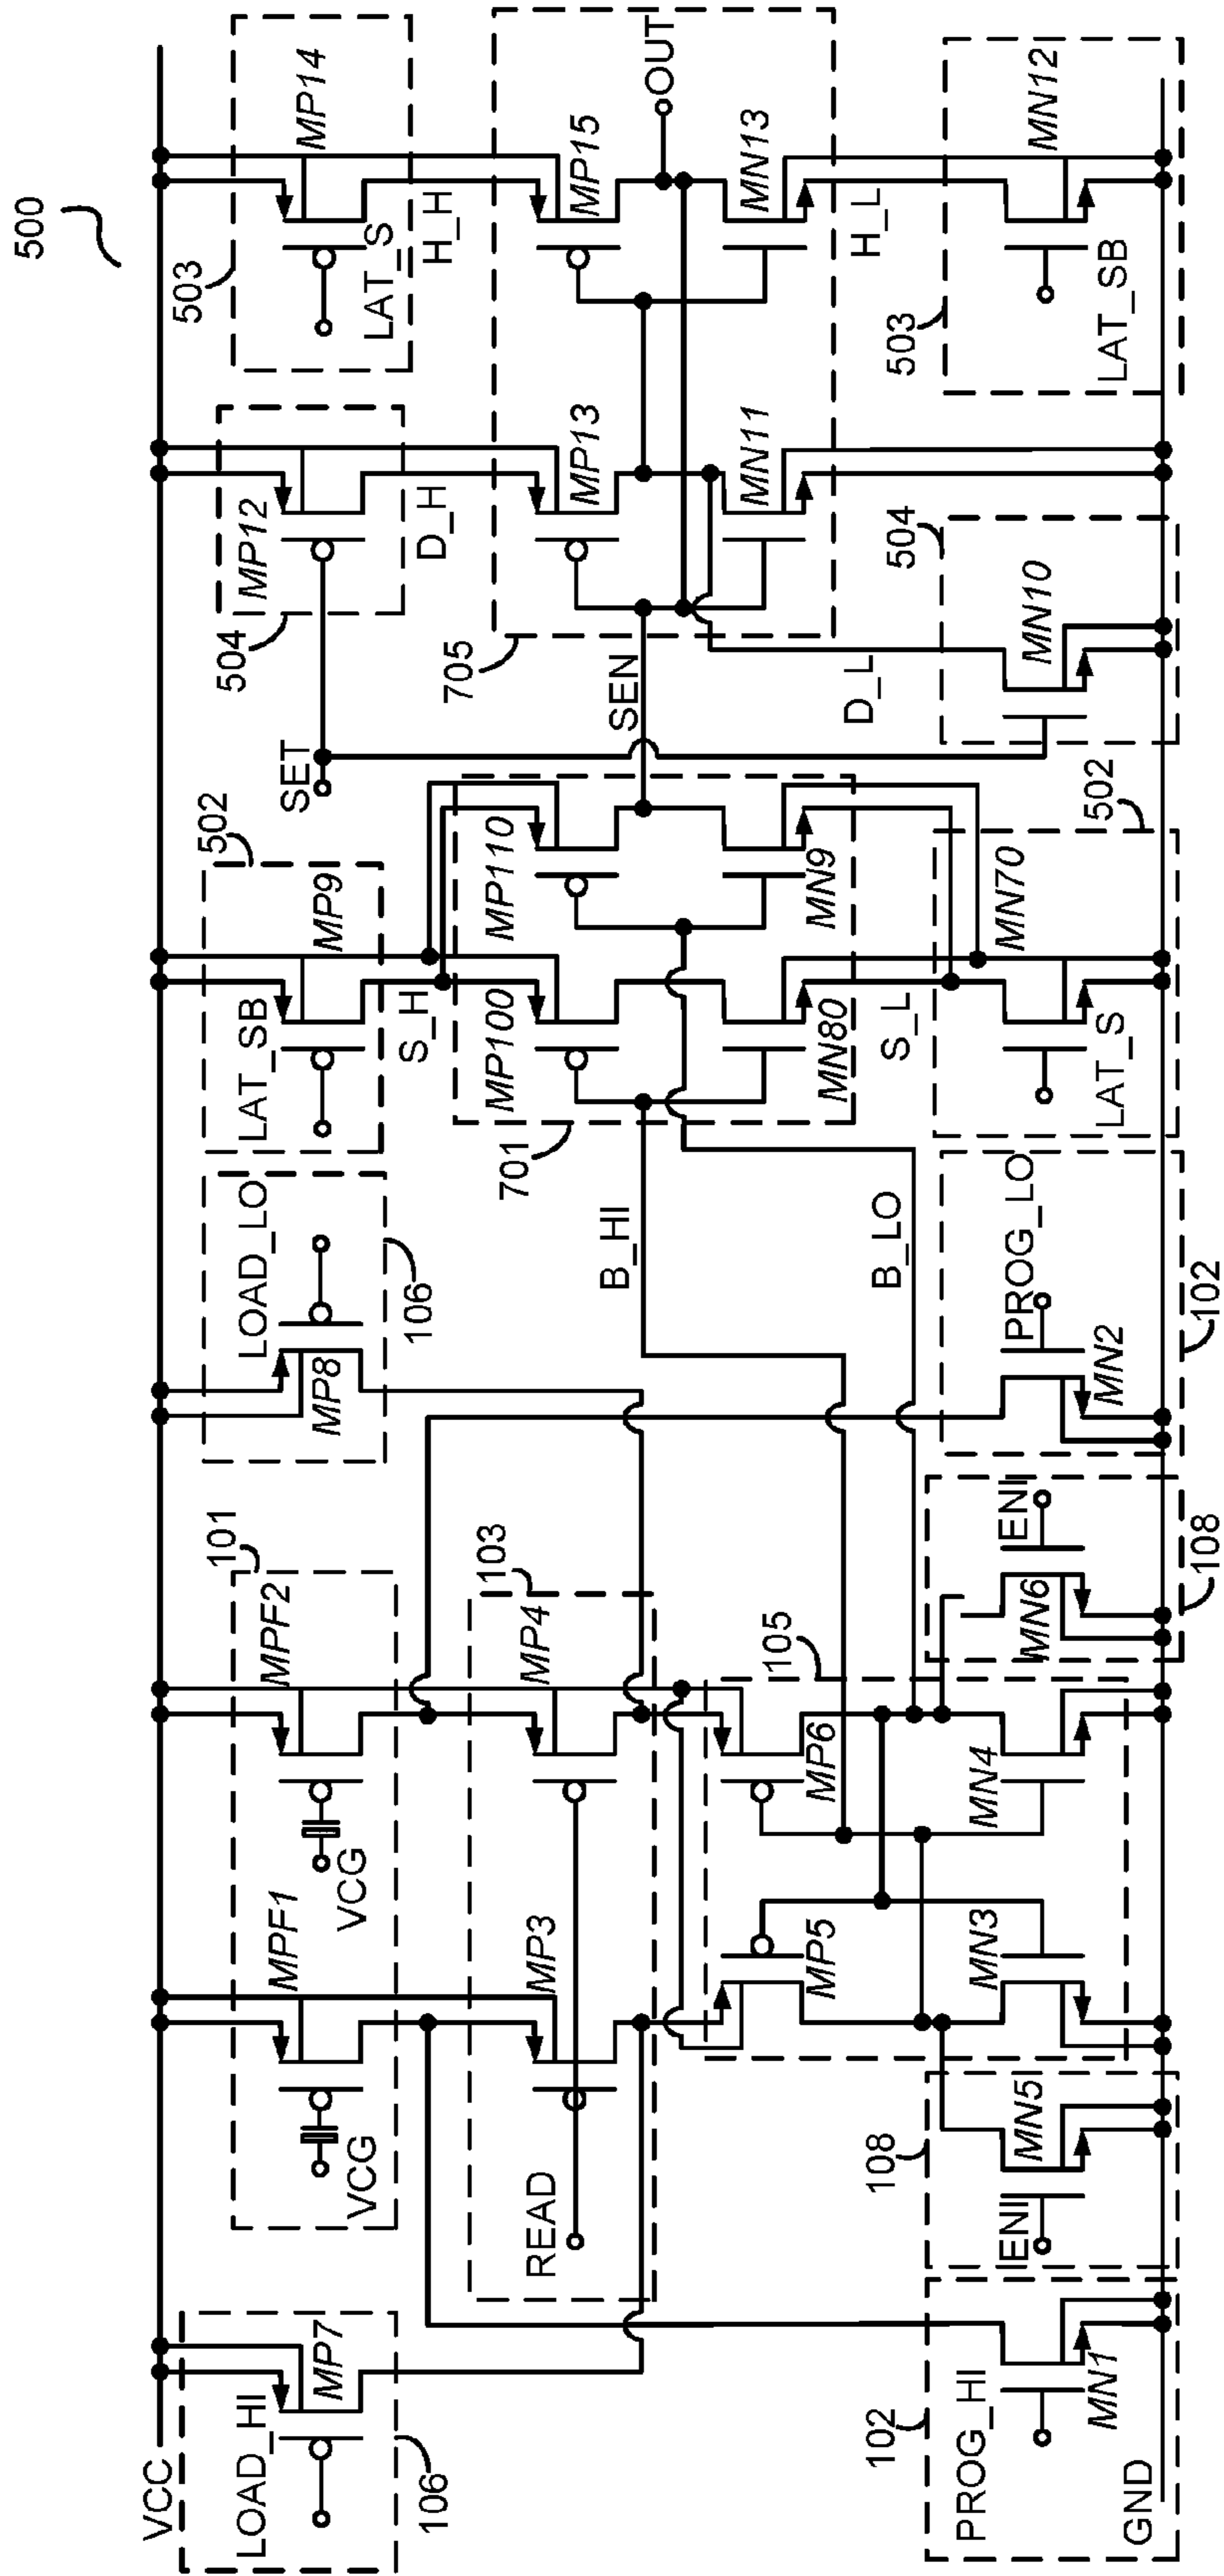 500
VCC
LOAD_HI
MP7
106
101
MPF1
VCG
MPF2
VCG
LOAD_LO
MP8
106
502
LAT_SB
MP9
SET
MP12
504
503
MP14
LAT_S
READ
MP3
103
MP4
S_H
D_H
H_H
701
MP100
MP110
705
MP13
MP15
OUT
B_HI
SEN
105
MP5
MP6
MN80
MN9
MN11
MN13
B_LO
S_L
D_L
H_L
102
PROG_HI
MN1
108
ENI
MN5
MN3
MN4
MN6
ENI
108
PROG_LO
MN2
102
LAT_S
MN70
502
504
MN10
503
LAT_SB
MN12
GND